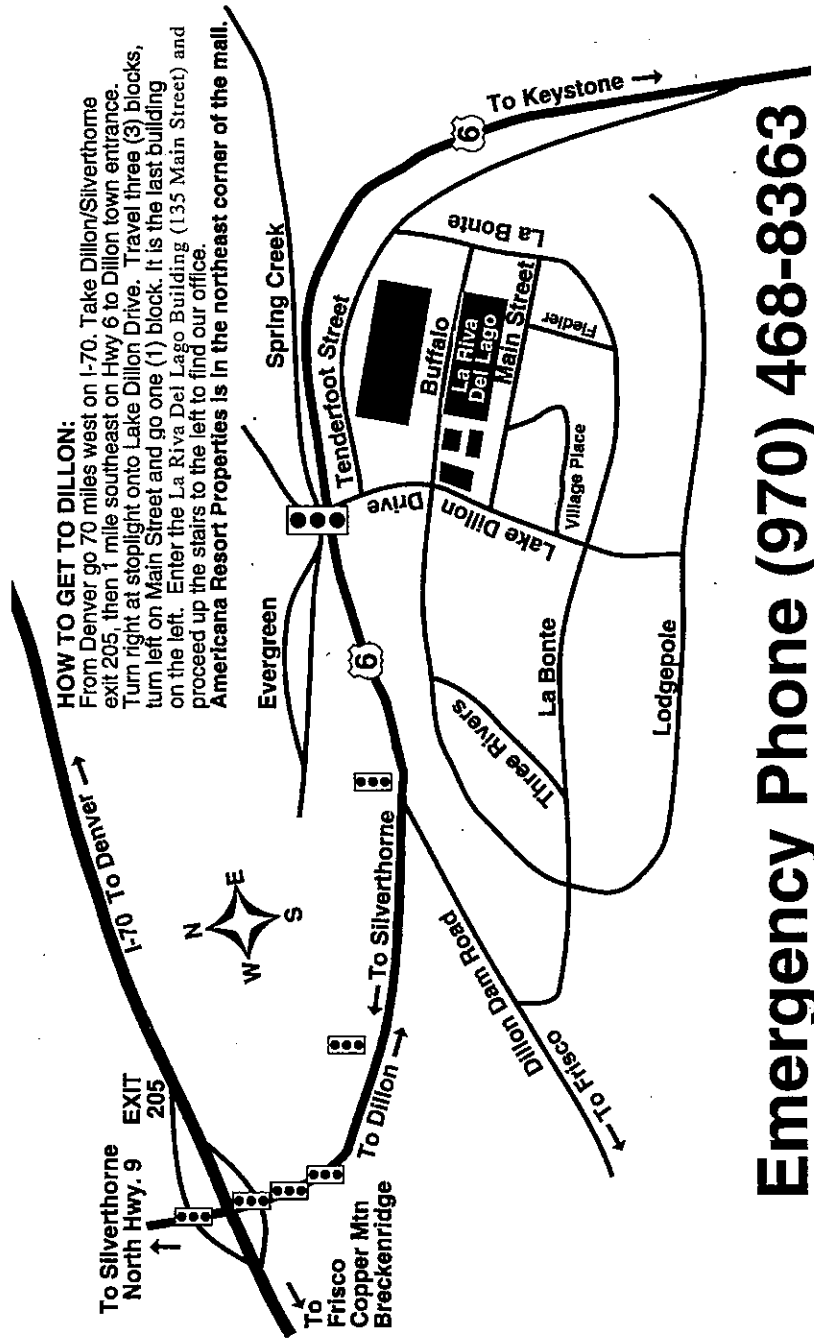 HOW TO GET TO DILLON:
From Denver go 70 miles west on I-70. Take Dillon/Silverthorne
exit 205, then 1 mile southeast on Hwy 6 to Dillon town entrance.
Turn right at stoplight onto Lake Dillon Drive. Travel three (3) blocks,
turn left on Main Street and go one (1) block. It is the last building
on the left. Enter the La Riva Del Lago Building (135 Main Street) and
proceed up the stairs to the left to find our office.
Americana Resort Properties is in the northeast corner of the mall.
To Silverthorne
North Hwy. 9
↑
EXIT
205
I-70 To Denver →
N
E
S
W
←
To
Frisco
Copper Mtn
Breckenridge
To Dillon →
← To Silverthorne
Evergreen
Spring Creek
6
6
To Keystone →
Tenderfoot Street
Dillon Dam Road
← To Frisco
Lake Dillon
Drive
Buffalo
La Riva
Del Lago
Main Street
La Bonte
Fiedler
Village Place
Three Rivers
La Bonte
Lodgepole
Emergency Phone (970) 468-8363